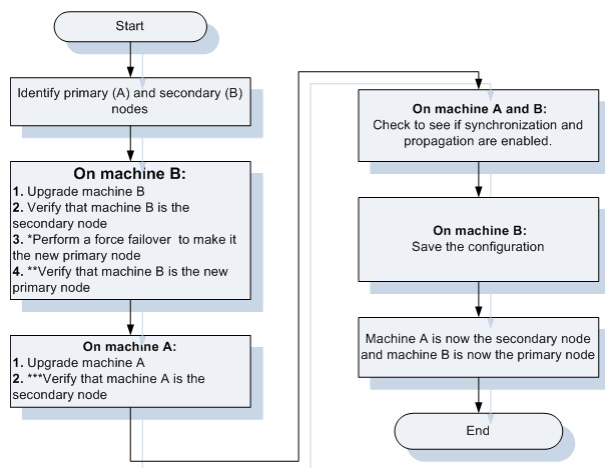 Start
Identify primary (A) and secondary (B)
nodes
On machine B:
1. Upgrade machine B
2. Verify that machine B is the
secondary node
3. *Perform a force failover to make it
the new primary node
4. **Verify that machine B is the new
primary node
On machine A:
1. Upgrade machine A
2. ***Verify that machine A is the
secondary node
On machine A and B:
Check to see if synchronization and
propagation are enabled.
On machine B:
Save the configuration
Machine A is now the secondary node
and machine B is now the primary node
End